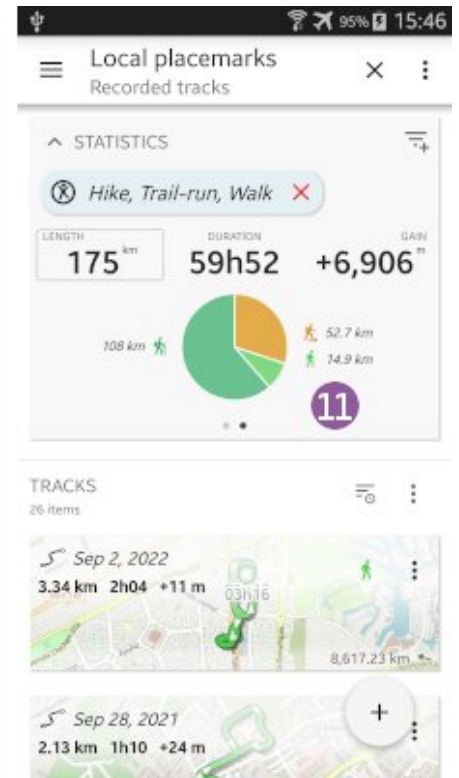 95% 15:46
Local placemarks
Recorded tracks
STATISTICS
Hike, Trail-run, Walk
LENGTH DURATION GAIN
175 km 59h52 +6,906 m
108 km 52.7 km
14.9 km
11
TRACKS
26 items
Sep 2, 2022
3.34 km 2h04 +11 m
03h16
8,617.23 km
Sep 28, 2021
2.13 km 1h10 +24 m
+